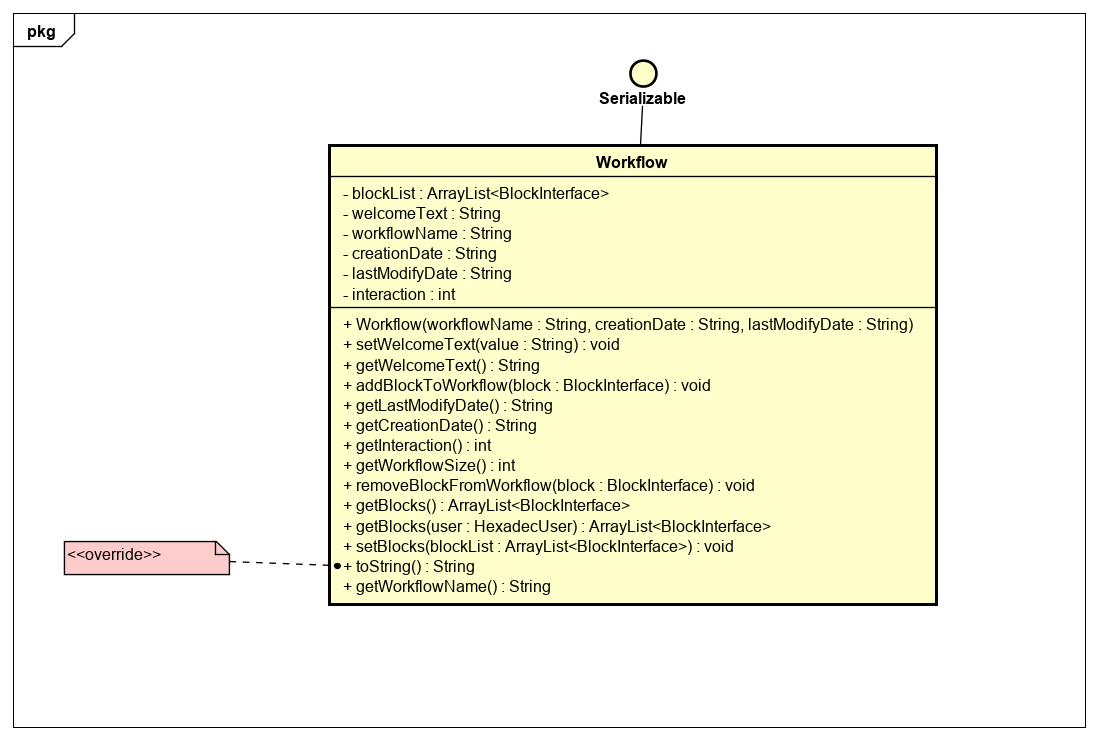 pkg
Serializable
Workflow
- blockList : ArrayList<BlockInterface>
- welcomeText : String
- workflowName : String
- creationDate : String
- lastModifyDate : String
- interaction : int
+ Workflow(workflowName : String, creationDate : String, lastModifyDate : String)
+ setWelcomeText(value : String) : void
+ getWelcomeText() : String
+ addBlockToWorkflow(block : BlockInterface) : void
+ getLastModifyDate() : String
+ getCreationDate() : String
+ getInteraction() : int
+ getWorkflowSize() : int
+ removeBlockFromWorkflow(block : BlockInterface) : void
+ getBlocks() : ArrayList<BlockInterface>
+ getBlocks(user : HexadecUser) : ArrayList<BlockInterface>
+ setBlocks(blockList : ArrayList<BlockInterface>) : void
<<override>>
+ toString() : String
+ getWorkflowName() : String